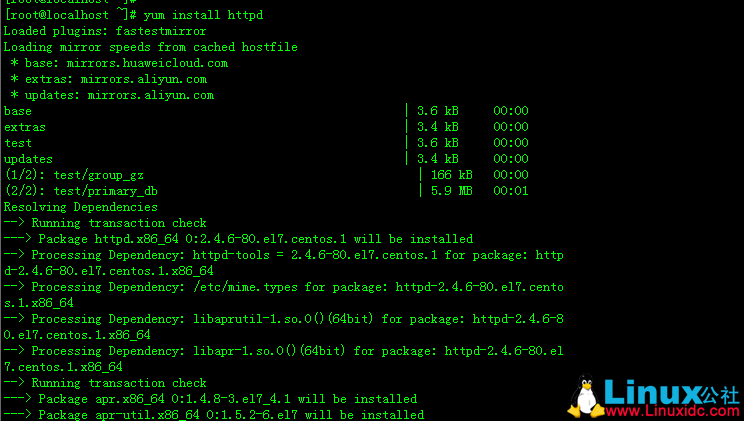 [root@localhost ~]#
[root@localhost ~]# yum install httpd
Loaded plugins: fastestmirror
Loading mirror speeds from cached hostfile
 * base: mirrors.huaweicloud.com
 * extras: mirrors.aliyun.com
 * updates: mirrors.aliyun.com
base | 3.6 kB 00:00
extras | 3.4 kB 00:00
test | 3.6 kB 00:00
updates | 3.4 kB 00:00
(1/2): test/group_gz | 166 kB 00:00
(2/2): test/primary_db | 5.9 MB 00:01
Resolving Dependencies
--> Running transaction check
---> Package httpd.x86_64 0:2.4.6-80.el7.centos.1 will be installed
--> Processing Dependency: httpd-tools = 2.4.6-80.el7.centos.1 for package: http
d-2.4.6-80.el7.centos.1.x86_64
--> Processing Dependency: /etc/mime.types for package: httpd-2.4.6-80.el7.cento
s.1.x86_64
--> Processing Dependency: libaprutil-1.so.0()(64bit) for package: httpd-2.4.6-8
0.el7.centos.1.x86_64
--> Processing Dependency: libapr-1.so.0()(64bit) for package: httpd-2.4.6-80.el
7.centos.1.x86_64
--> Running transaction check
---> Package apr.x86_64 0:1.4.8-3.el7_4.1 will be installed
---> Package apr-util.x86_64 0:1.5.2-6.el7 will be installed
Linux公社
www.Linuxidc.com